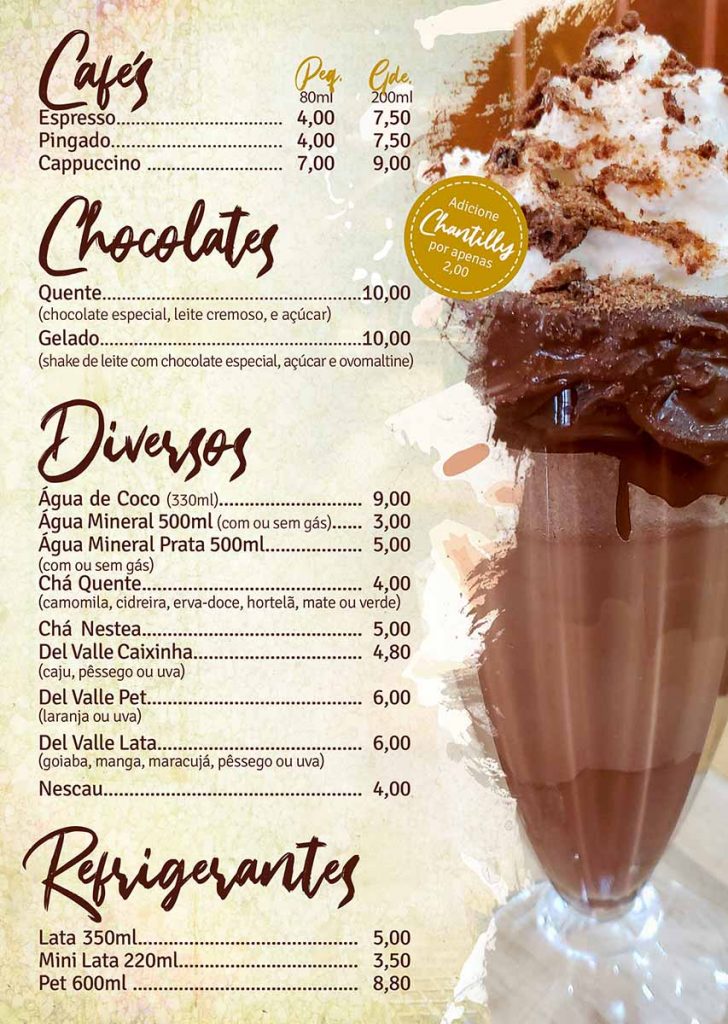 Cafés
Peq. Gde.
80ml 200ml
Espresso................................ 4,00 7,50
Pingado................................ 4,00 7,50
Cappuccino .......................... 7,00 9,00
Adicione
Chantilly
por apenas
2,00
Chocolates
Quente..................................................10,00
(chocolate especial, leite cremoso, e açúcar)
Gelado...................................................10,00
(shake de leite com chocolate especial, açúcar e ovomaltine)
Diversos
Água de Coco (330ml)........................... 9,00
Água Mineral 500ml (com ou sem gás)...... 3,00
Água Mineral Prata 500ml................... 5,00
(com ou sem gás)
Chá Quente.......................................... 4,00
(camomila, cidreira, erva-doce, hortelã, mate ou verde)
Chá Nestea.......................................... 5,00
Del Valle Caixinha................................ 4,80
(caju, pêssego ou uva)
Del Valle Pet......................................... 6,00
(laranja ou uva)
Del Valle Lata....................................... 6,00
(goiaba, manga, maracujá, pêssego ou uva)
Nescau................................................. 4,00
Refrigerantes
Lata 350ml.......................................... 5,00
Mini Lata 220ml.................................. 3,50
Pet 600ml ........................................... 8,80